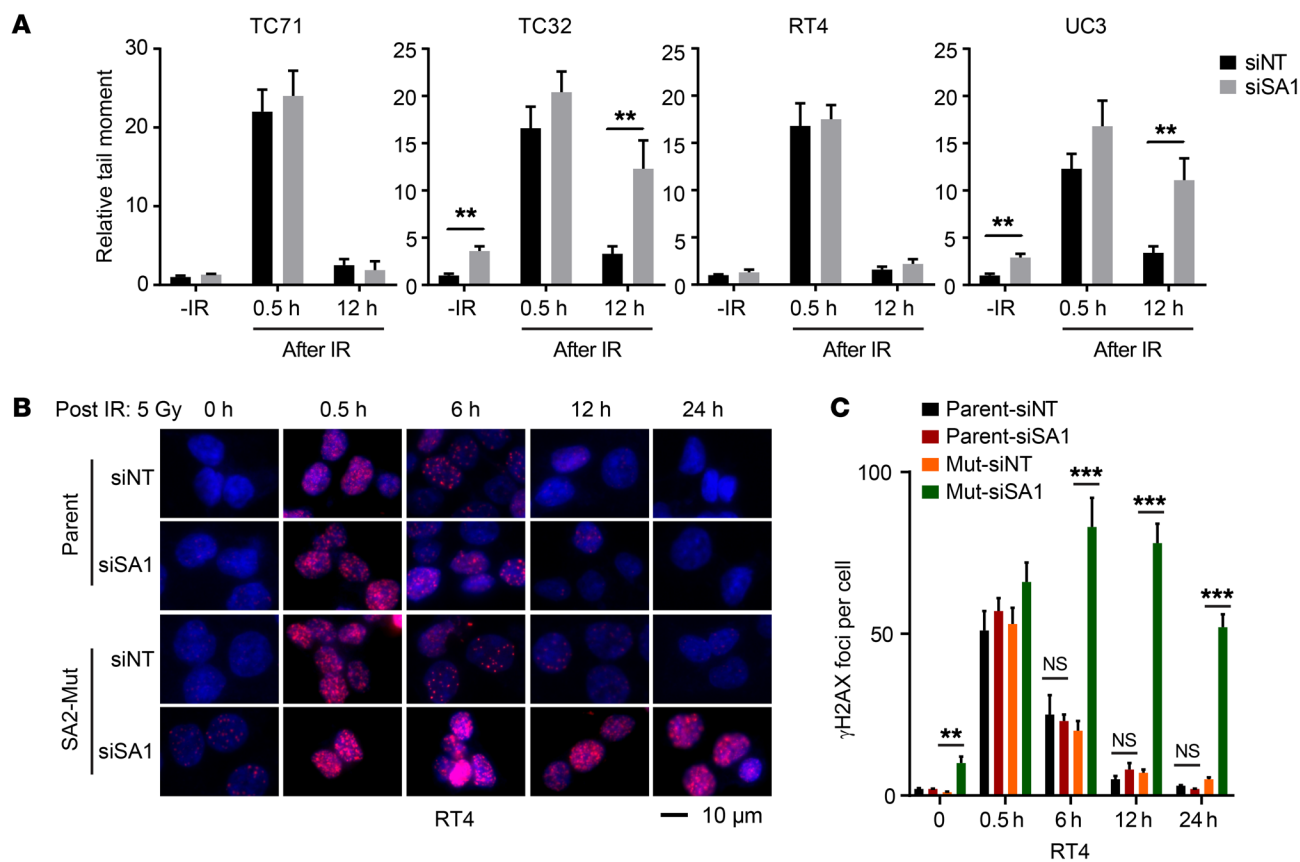 A
TC71
TC32
RT4
UC3
siNT
siSA1
Relative tail moment
30
20
10
0
-IR
0.5 h
12 h
After IR
25
20
15
10
5
0
**
**
-IR
0.5 h
12 h
After IR
25
20
15
10
5
0
-IR
0.5 h
12 h
After IR
25
20
15
10
5
0
**
**
-IR
0.5 h
12 h
After IR
B
Post IR: 5 Gy 0 h 0.5 h 6 h 12 h 24 h
Parent
siNT
siSA1
SA2-Mut
siNT
siSA1
RT4
10 µm
C
Parent-siNT
Parent-siSA1
Mut-siNT
Mut-siSA1
γH2AX foci per cell
100
50
0
**
NS
***
NS
***
NS
***
0 0.5 h 6 h 12 h 24 h
RT4